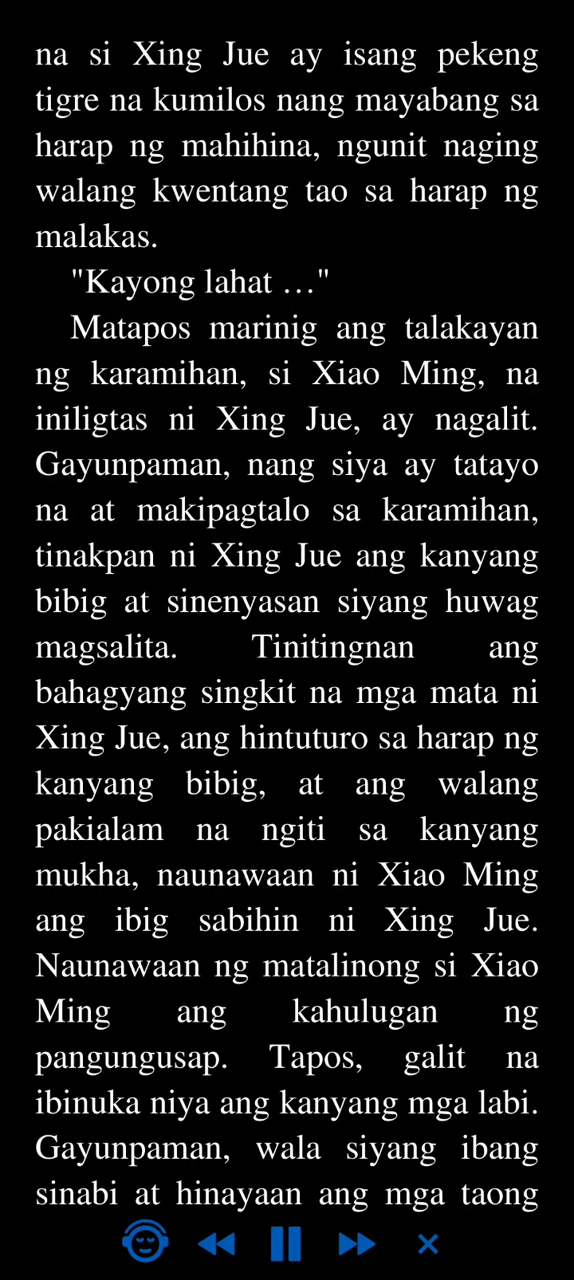 na si Xing Jue ay isang pekeng
tigre na kumilos nang mayabang sa
harap ng mahihina, ngunit naging
walang kwentang tao sa harap ng
malakas.
"Kayong lahat …"
Matapos marinig ang talakayan
ng karamihan, si Xiao Ming, na
iniligtas ni Xing Jue, ay nagalit.
Gayunpaman, nang siya ay tatayo
na at makipagtalo sa karamihan,
tinakpan ni Xing Jue ang kanyang
bibig at sinenyasan siyang huwag
magsalita. Tinitingnan ang
bahagyang singkit na mga mata ni
Xing Jue, ang hintuturo sa harap ng
kanyang bibig, at ang walang
pakialam na ngiti sa kanyang
mukha, naunawaan ni Xiao Ming
ang ibig sabihin ni Xing Jue.
Naunawaan ng matalinong si Xiao
Ming ang kahulugan ng
pangungusap. Tapos, galit na
ibinuka niya ang kanyang mga labi.
Gayunpaman, wala siyang ibang
sinabi at hinayaan ang mga taong